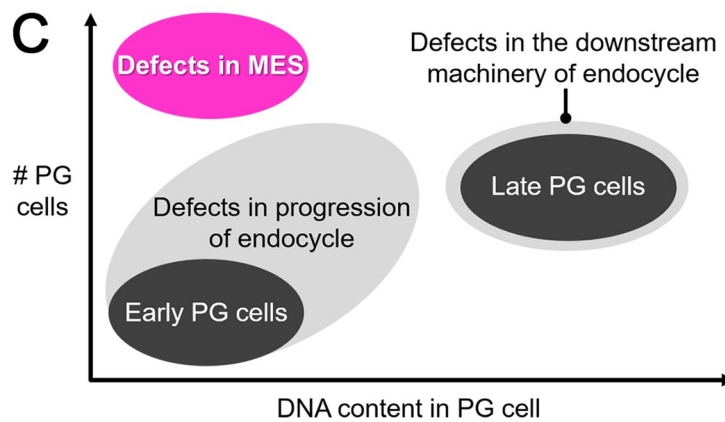 C
Defects in MES
Defects in the downstream
machinery of endocycle
# PG
cells
Late PG cells
Defects in progression
of endocycle
Early PG cells
DNA content in PG cell